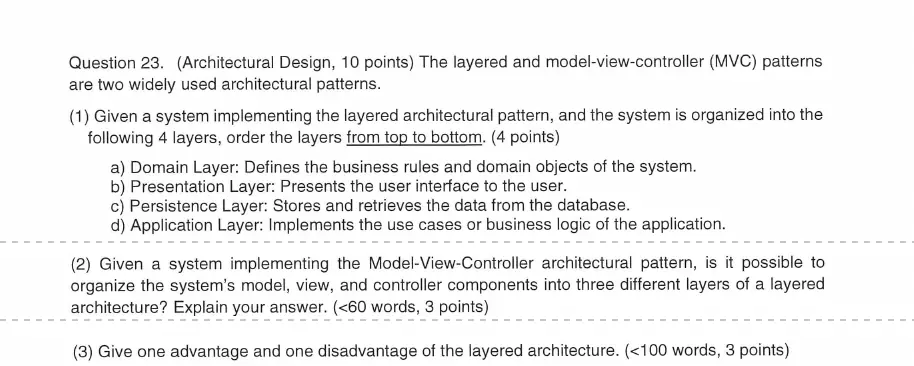 Question 23. (Architectural Design, 10 points) The layered and model-view-controller (MVC) patterns
are two widely used architectural patterns.
(1) Given a system implementing the layered architectural pattern, and the system is organized into the
following 4 layers, order the layers from top to bottom. (4 points)
a) Domain Layer: Defines the business rules and domain objects of the system.
b) Presentation Layer: Presents the user interface to the user.
c) Persistence Layer: Stores and retrieves the data from the database.
d) Application Layer: Implements the use cases or business logic of the application.
(2) Given a system implementing the Model-View-Controller architectural pattern, is it possible to
organize the system's model, view, and controller components into three different layers of a layered
architecture? Explain your answer. (<60 words, 3 points)
(3) Give one advantage and one disadvantage of the layered architecture. (<100 words, 3 points)